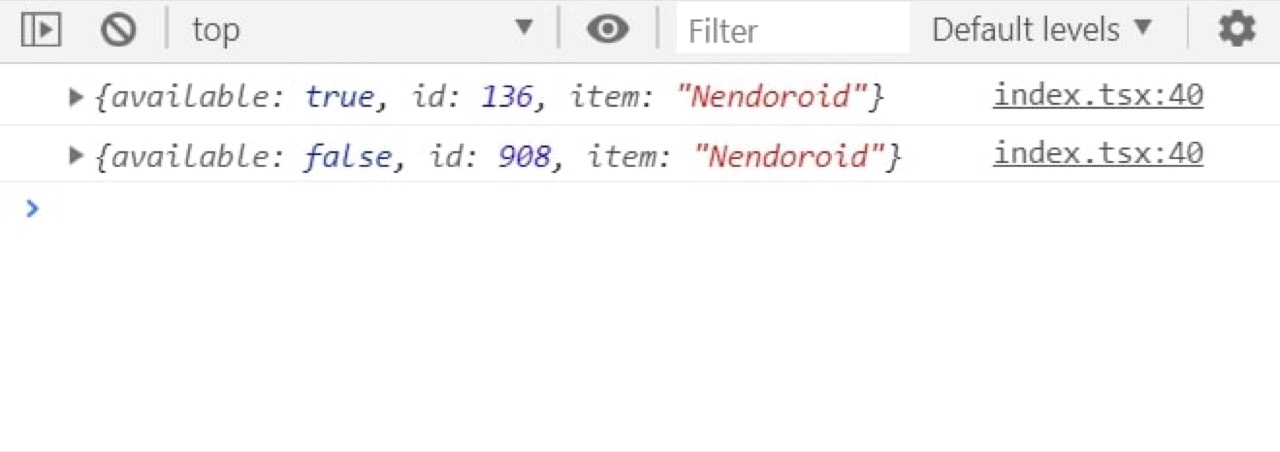 top Filter Default levels
{available: true, id: 136, item: "Nendoroid"} index.tsx:40
{available: false, id: 908, item: "Nendoroid"} index.tsx:40